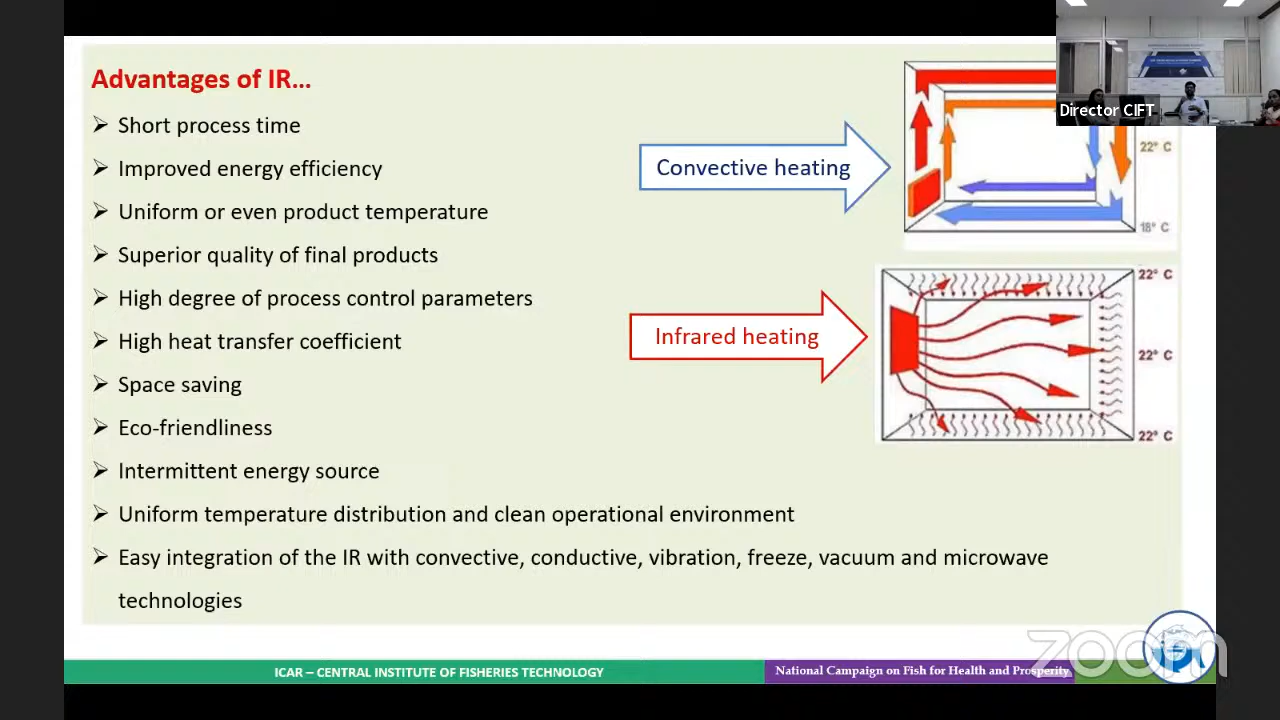 Advantages of IR...
Short process time
Improved energy efficiency
Uniform or even product temperature
Superior quality of final products
High degree of process control parameters
High heat transfer coefficient
Space saving
Eco-friendliness
Intermittent energy source
Uniform temperature distribution and clean operational environment
Easy integration of the IR with convective, conductive, vibration, freeze, vacuum and microwave
technologies
Convective heating
22° C
18° C
Infrared heating
22° C
22° C
22° C
Director CIFT
ICAR – CENTRAL INSTITUTE OF FISHERIES TECHNOLOGY
National Campaign on Fish for Health and Prosperity
zoom